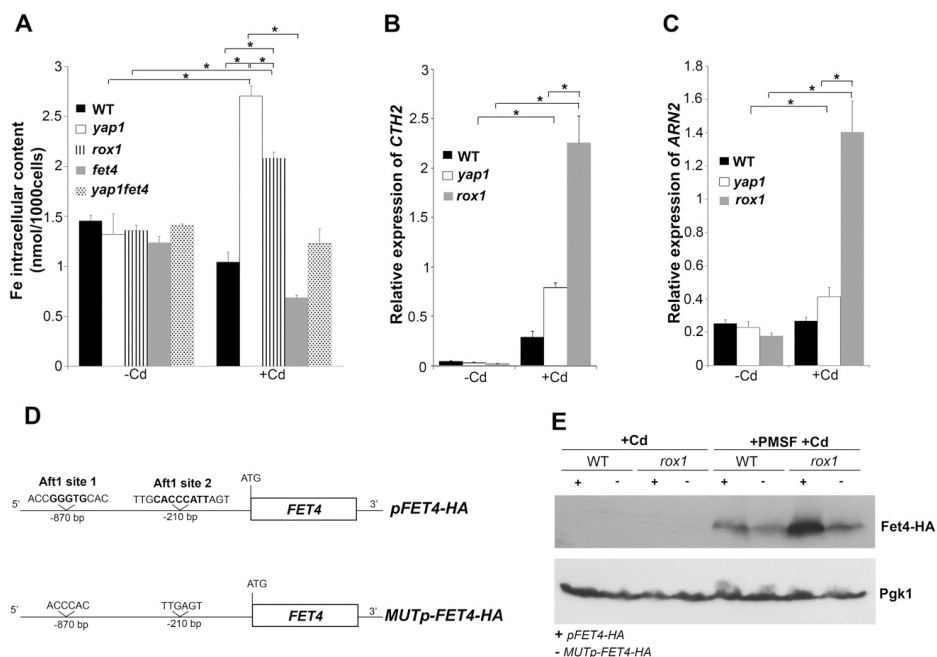 A
Fe intracellular content
(nmol/1000cells)
3
2.5
2
1.5
1
0.5
0
* * * * * * *
WT
yap1
rox1
fet4
yap1fet4
-Cd +Cd
B
Relative expression of CTH2
3
2.5
2
1.5
1
0.5
0
* * *
WT
yap1
rox1
-Cd +Cd
C
Relative expression of ARN2
1.8
1.6
1.4
1.2
1.0
0.8
0.6
0.4
0.2
0
* * *
WT
yap1
rox1
-Cd +Cd
D
Aft1 site 1 Aft1 site 2 ATG
5′ ACCGGGTGCAC TTGCACCCATTAGT FET4 3′ pFET4-HA
-870 bp -210 bp
ATG
5′ ACCCAC TTGAGT FET4 3′ MUTp-FET4-HA
-870 bp -210 bp
E
+Cd +PMSF +Cd
WT rox1 WT rox1
+ - + - + - + -
Fet4-HA
Pgk1
+ pFET4-HA
- MUTp-FET4-HA